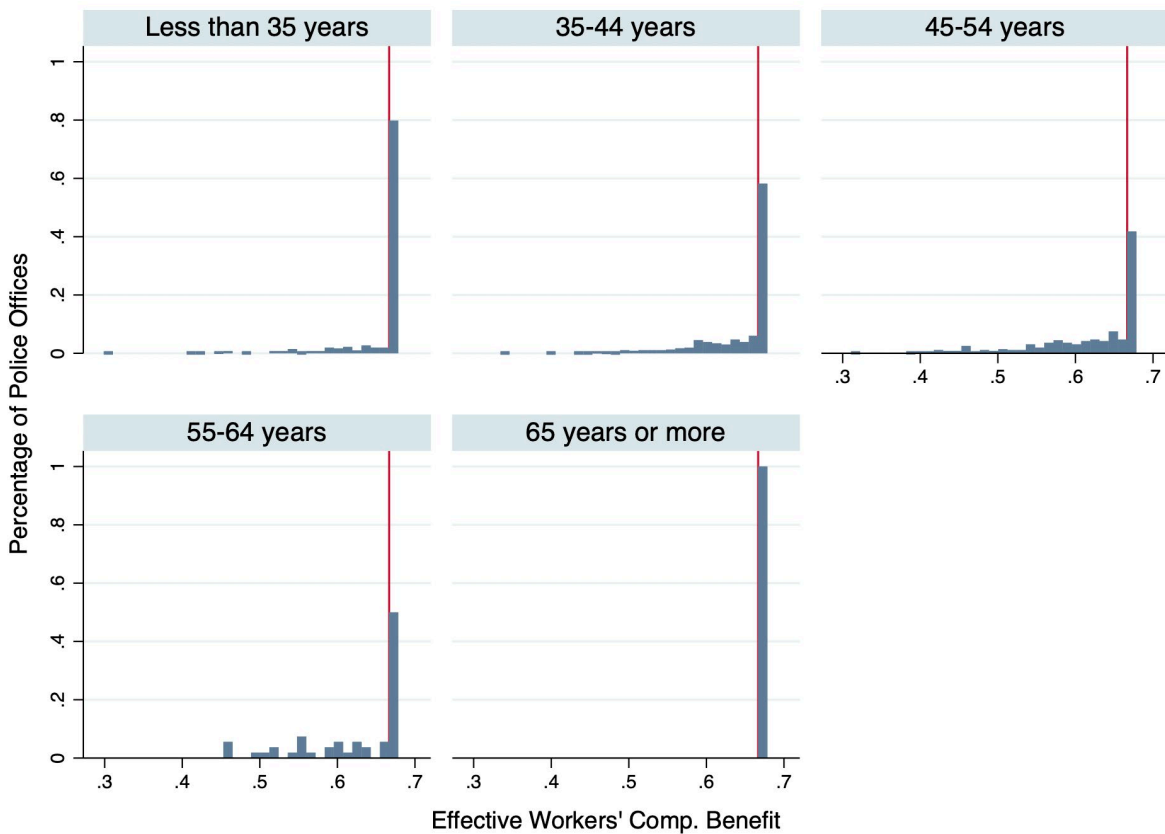 Less than 35 years
35-44 years
45-54 years
Percentage of Police Offices
1
.8
.6
.4
.2
0
.3 .4 .5 .6 .7
55-64 years
65 years or more
1
.8
.6
.4
.2
0
.3 .4 .5 .6 .7
.3 .4 .5 .6 .7
Effective Workers' Comp. Benefit